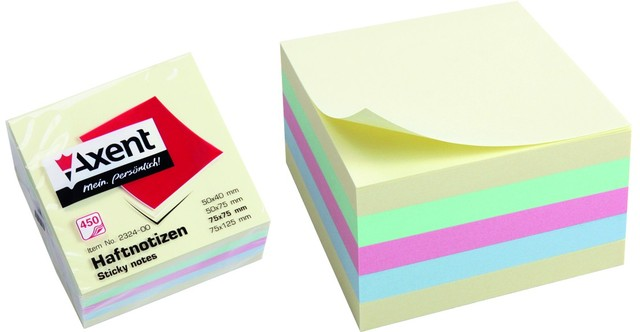 Axent
Mein. persönlich!
450
50x40 mm
50x75 mm
75x75 mm
75x125 mm
Item No. 2324-00
Haftnotizen
Sticky notes